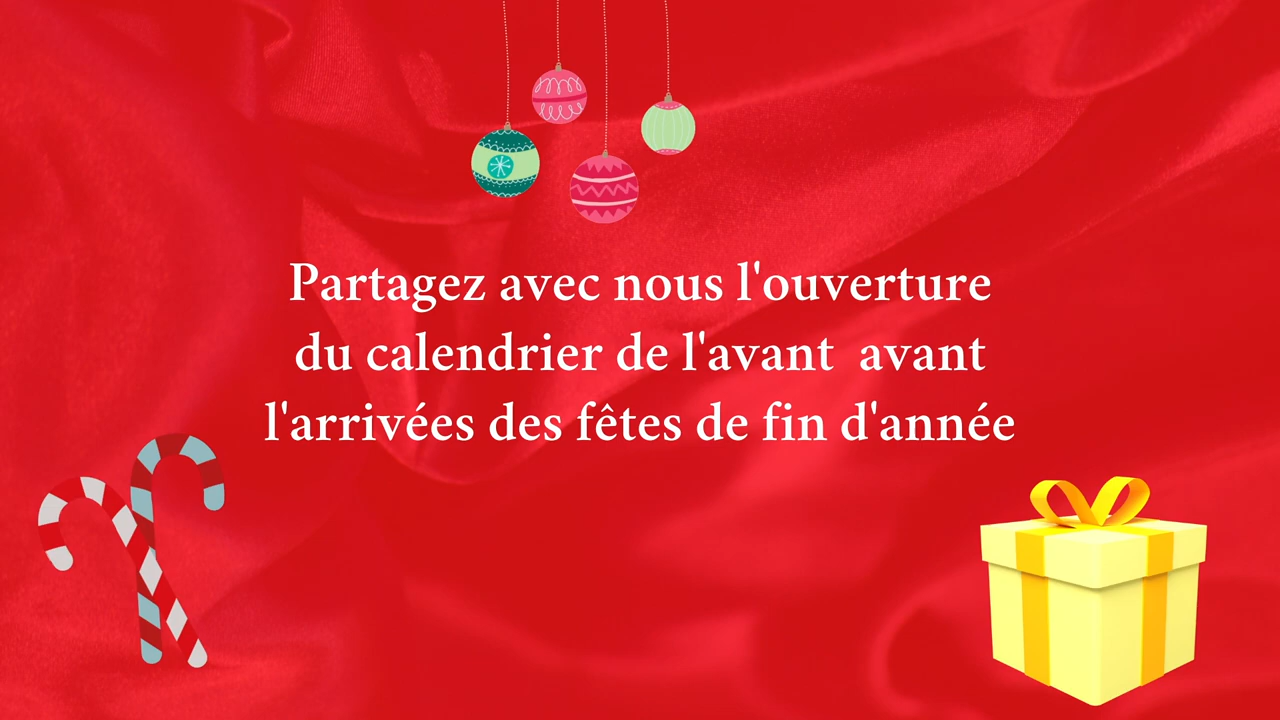 Partagez avec nous l'ouverture
du calendrier de l'avant  avant
l'arrivées des fêtes de fin d'année